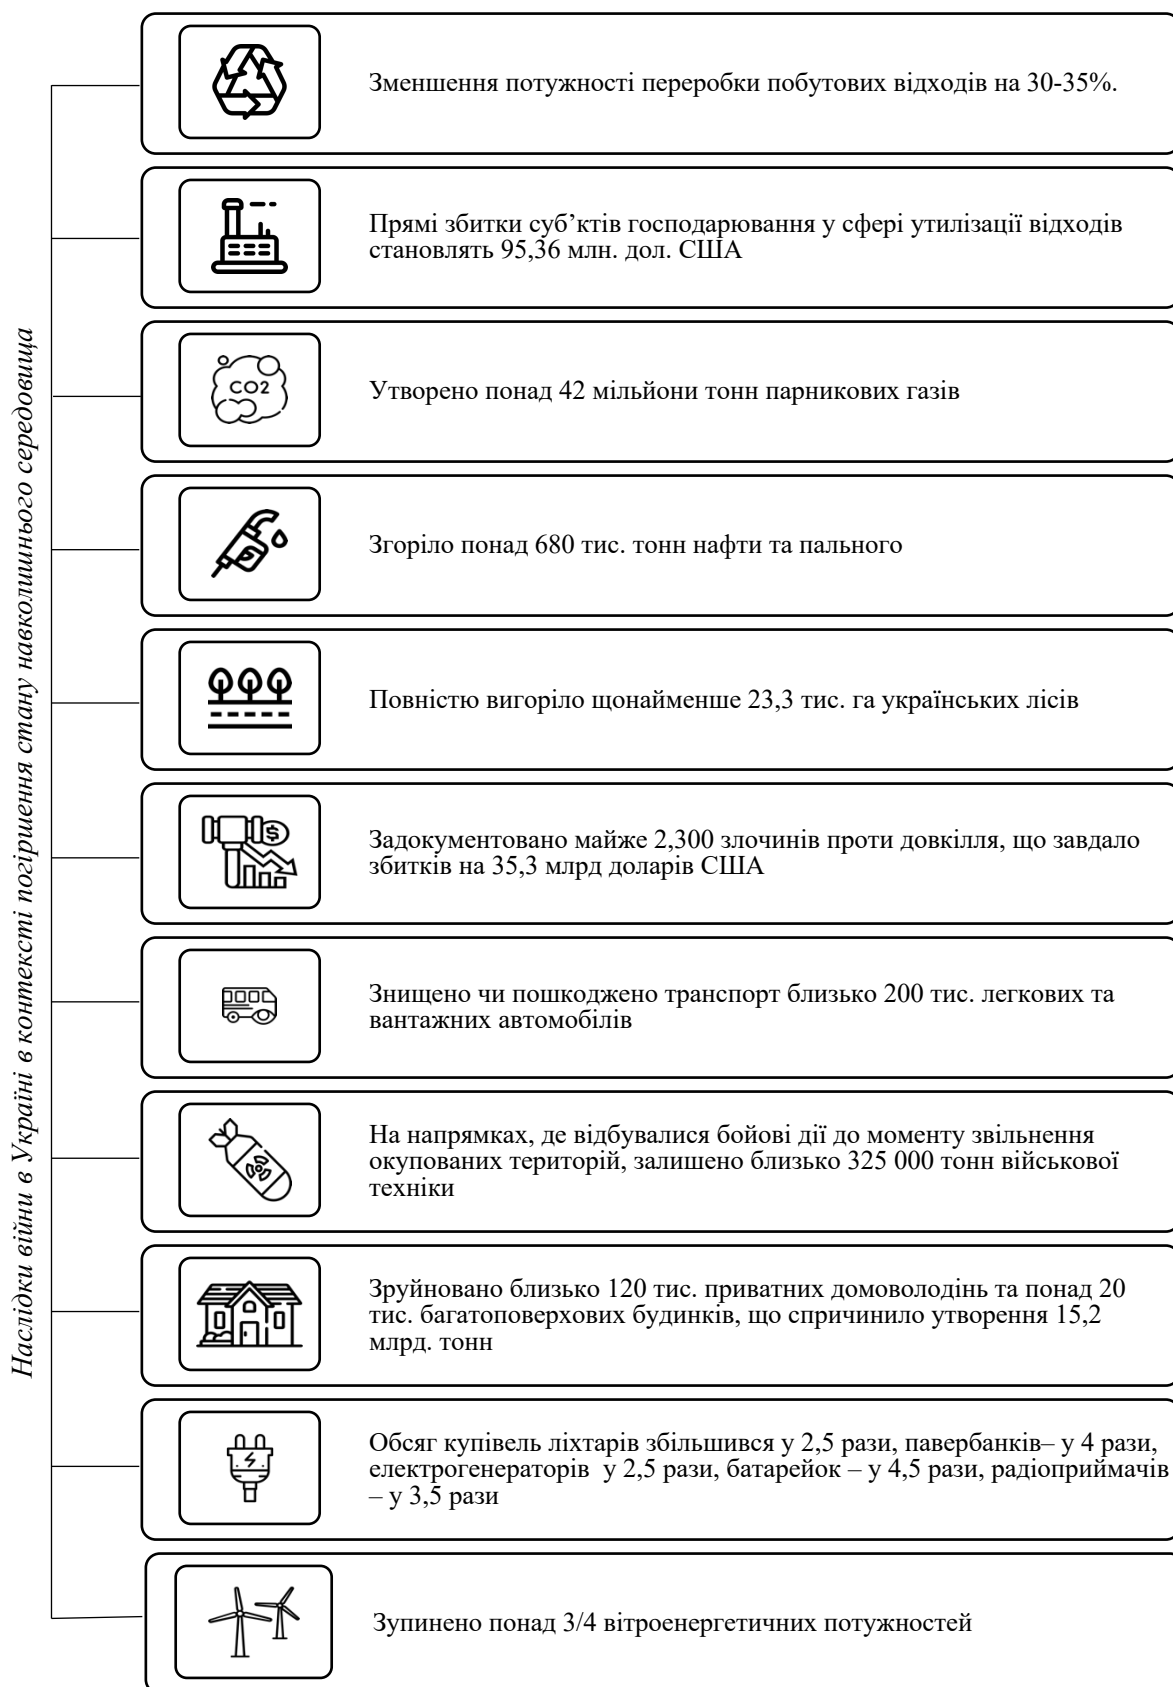 Наслідки війни в Україні в контексті погіршення стану навколишнього середовища
Зменшення потужності переробки побутових відходів на 30-35%.
Прямі збитки суб’ктів господарювання у сфері утилізації відходів
становлять 95,36 млн. дол. США
CO2
Утворено понад 42 мільйони тонн парникових газів
Згоріло понад 680 тис. тонн нафти та пального
Повністю вигоріло щонайменше 23,3 тис. га українських лісів
$
Задокументовано майже 2,300 злочинів проти довкілля, що завдало
збитків на 35,3 млрд доларів США
Знищено чи пошкоджено транспорт близько 200 тис. легкових та
вантажних автомобілів
На напрямках, де відбувалися бойові дії до моменту звільнення
окупованих територій, залишено близько 325 000 тонн військової
техніки
Зруйновано близько 120 тис. приватних домоволодінь та понад 20
тис. багатоповерхових будинків, що спричинило утворення 15,2
млрд. тонн
Обсяг купівель ліхтарів збільшився у 2,5 рази, павербанків– у 4 рази,
електрогенераторів  у 2,5 рази, батарейок – у 4,5 рази, радіоприймачів
– у 3,5 рази
Зупинено понад 3/4 вітроенергетичних потужностей